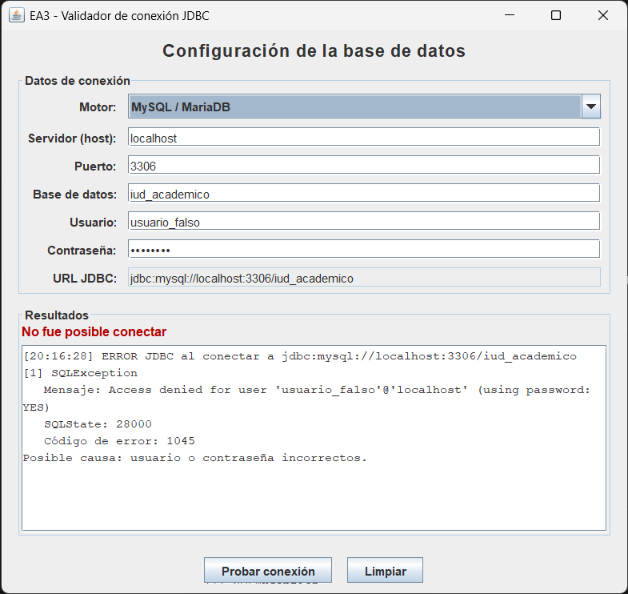 EA3 - Validador de conexión JDBC
Configuración de la base de datos
Datos de conexión
Motor: MySQL / MariaDB
Servidor (host): localhost
Puerto: 3306
Base de datos: iud_academico
Usuario: usuario_falso
Contraseña: ••••••••
URL JDBC: jdbc:mysql://localhost:3306/iud_academico
Resultados
No fue posible conectar
[20:16:28] ERROR JDBC al conectar a jdbc:mysql://localhost:3306/iud_academico
[1] SQLException
Mensaje: Access denied for user 'usuario_falso'@'localhost' (using password:
YES)
SQLState: 28000
Código de error: 1045
Posible causa: usuario o contraseña incorrectos.
Probar conexión Limpiar